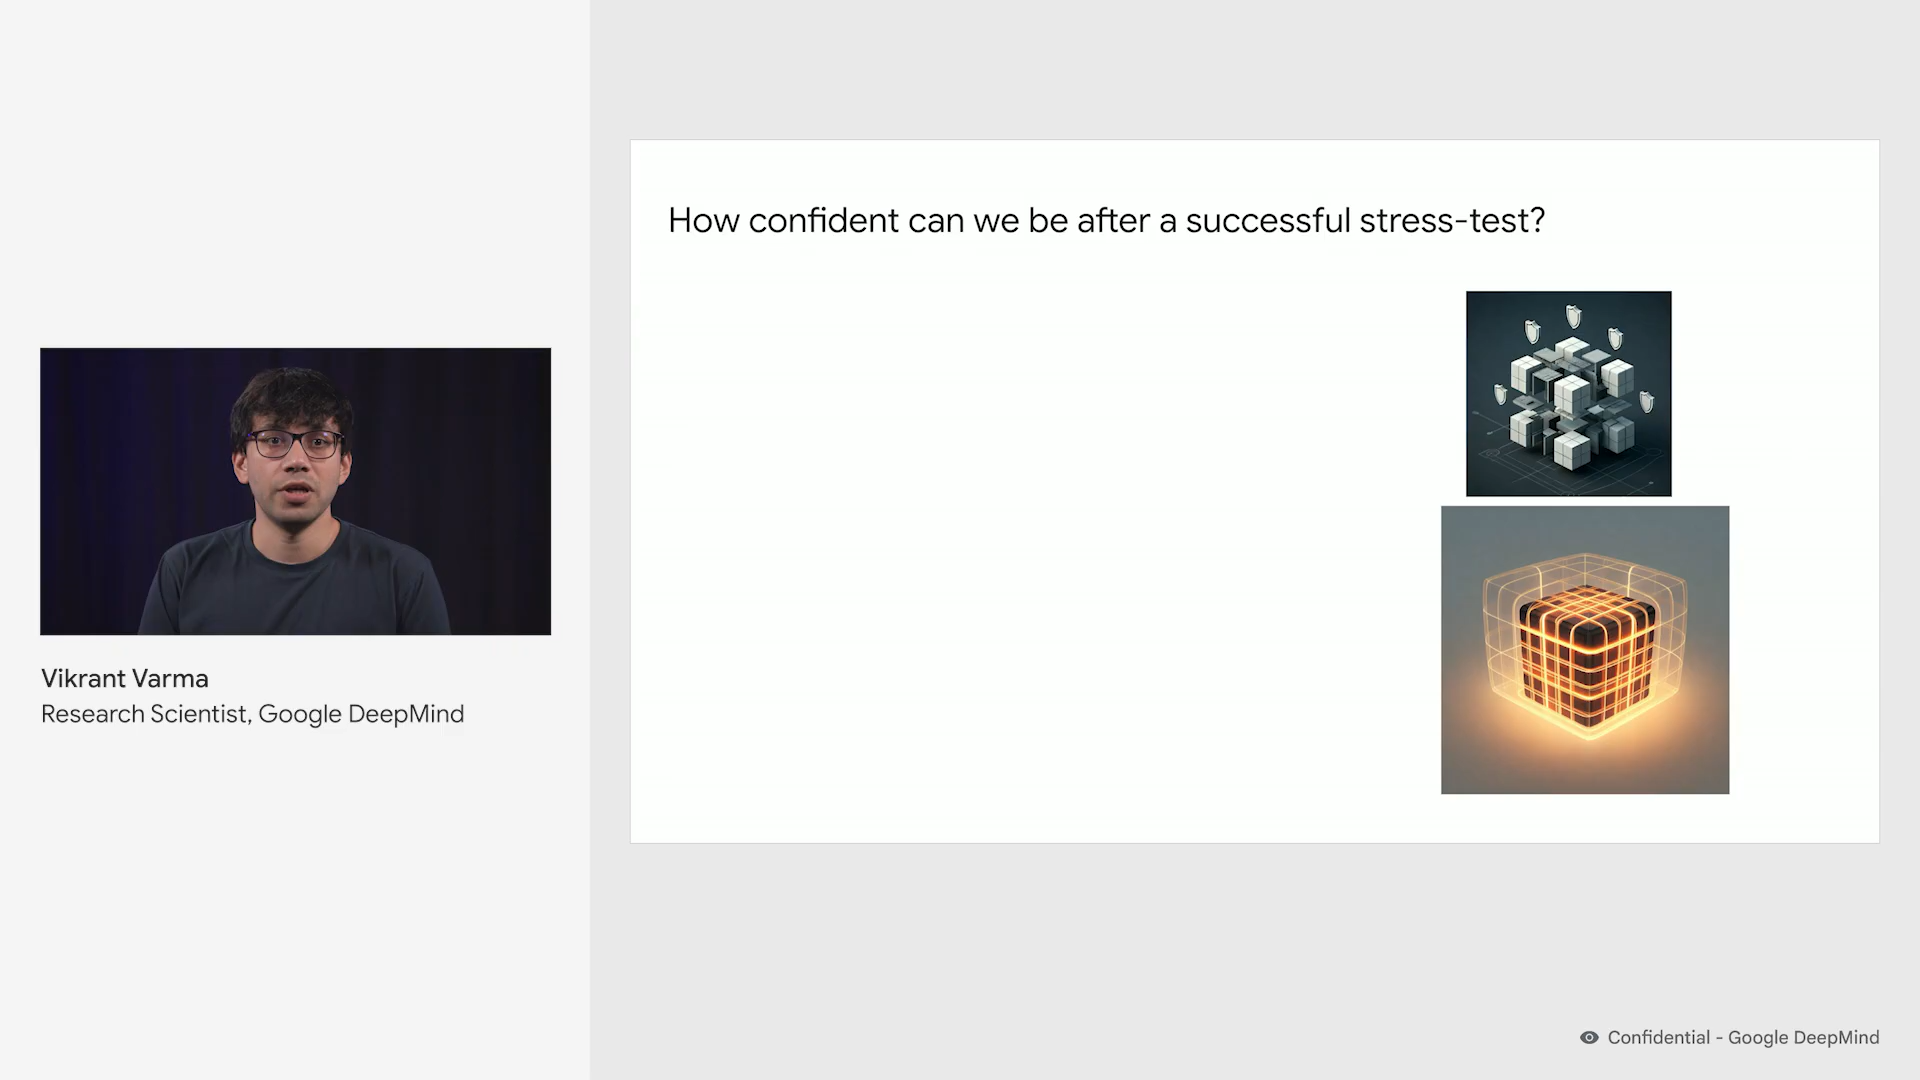 How confident can we be after a successful stress-test?
Vikrant Varma
Research Scientist, Google DeepMind
Confidential - Google DeepMind